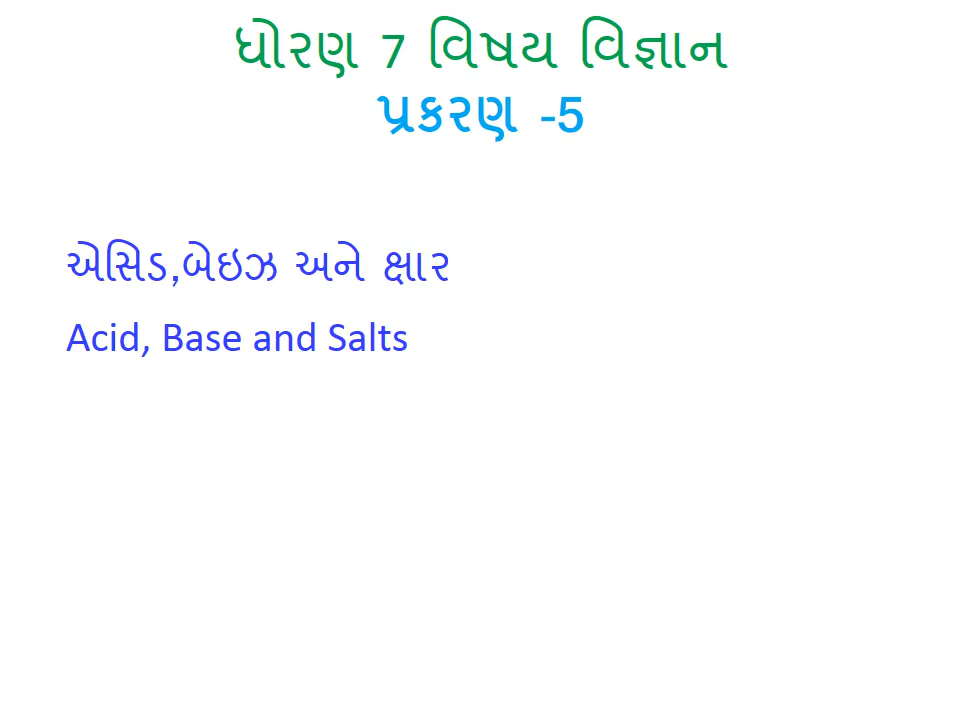 ધોરણ 7 વિષય વિજ્ઞાન
પ્રકરણ -5
એસિડ,બેઇઝ અને ક્ષાર
Acid, Base and Salts